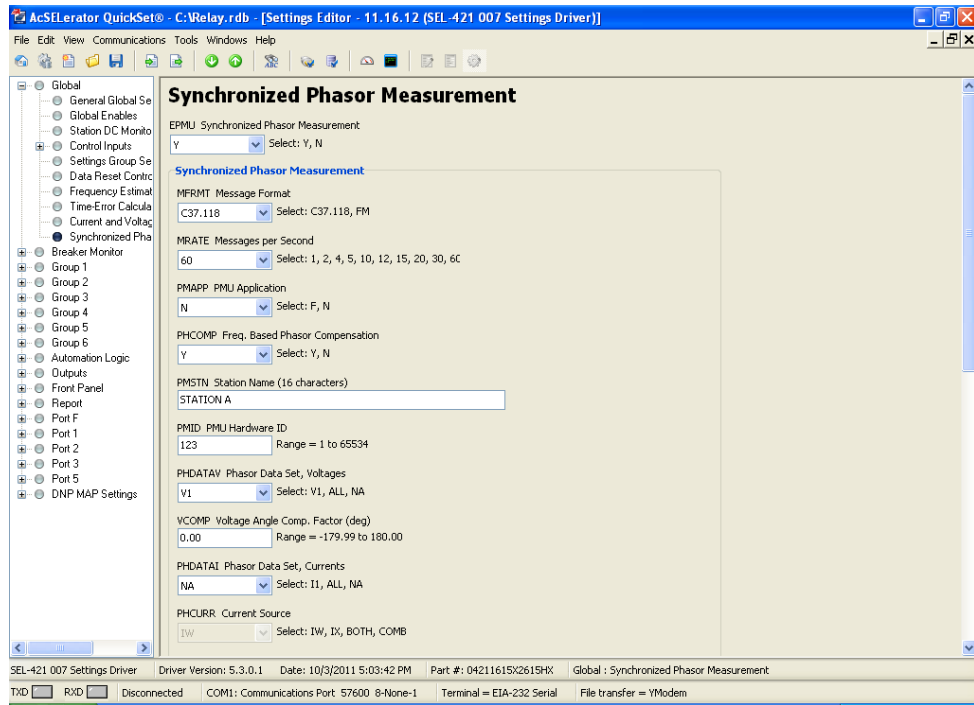 AcSELerator QuickSet® - C:\Relay.rdb - [Settings Editor - 11.16.12 (SEL-421 007 Settings Driver)]
File Edit View Communications Tools Windows Help
Global
General Global Se
Global Enables
Station DC Monito
Control Inputs
Settings Group Se
Data Reset Contrc
Frequency Estimat
Time-Error Calcula
Current and Voltag
Synchronized Pha
Breaker Monitor
Group 1
Group 2
Group 3
Group 4
Group 5
Group 6
Automation Logic
Outputs
Front Panel
Report
Port F
Port 1
Port 2
Port 3
Port 5
DNP MAP Settings
Synchronized Phasor Measurement
EPMU Synchronized Phasor Measurement
Y Select: Y, N
Synchronized Phasor Measurement
MFRMT Message Format
C37.118 Select: C37.118, FM
MRATE Messages per Second
60 Select: 1, 2, 4, 5, 10, 12, 15, 20, 30, 60
PMAPP PMU Application
N Select: F, N
PHCOMP Freq. Based Phasor Compensation
Y Select: Y, N
PMSTN Station Name (16 characters)
STATION A
PMID PMU Hardware ID
123 Range = 1 to 65534
PHDATAV Phasor Data Set, Voltages
V1 Select: V1, ALL, NA
VCOMP Voltage Angle Comp. Factor (deg)
0.00 Range = -179.99 to 180.00
PHDATAI Phasor Data Set, Currents
NA Select: I1, ALL, NA
PHCURR Current Source
IW Select: IW, IX, BOTH, COMB
SEL-421 007 Settings Driver Driver Version: 5.3.0.1 Date: 10/3/2011 5:03:42 PM Part #: 04211615X2615HX Global : Synchronized Phasor Measurement
TXD RXD Disconnected COM1: Communications Port 57600 8-None-1 Terminal = EIA-232 Serial File transfer = YModem